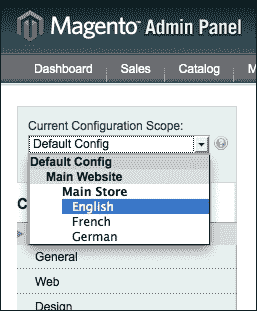 Magento™ Admin Panel
Dashboard Sales Catalog M
Current Configuration Scope:
Default Config
Default Config
Main Website
Main Store
C English
French
German
General
Web
Design